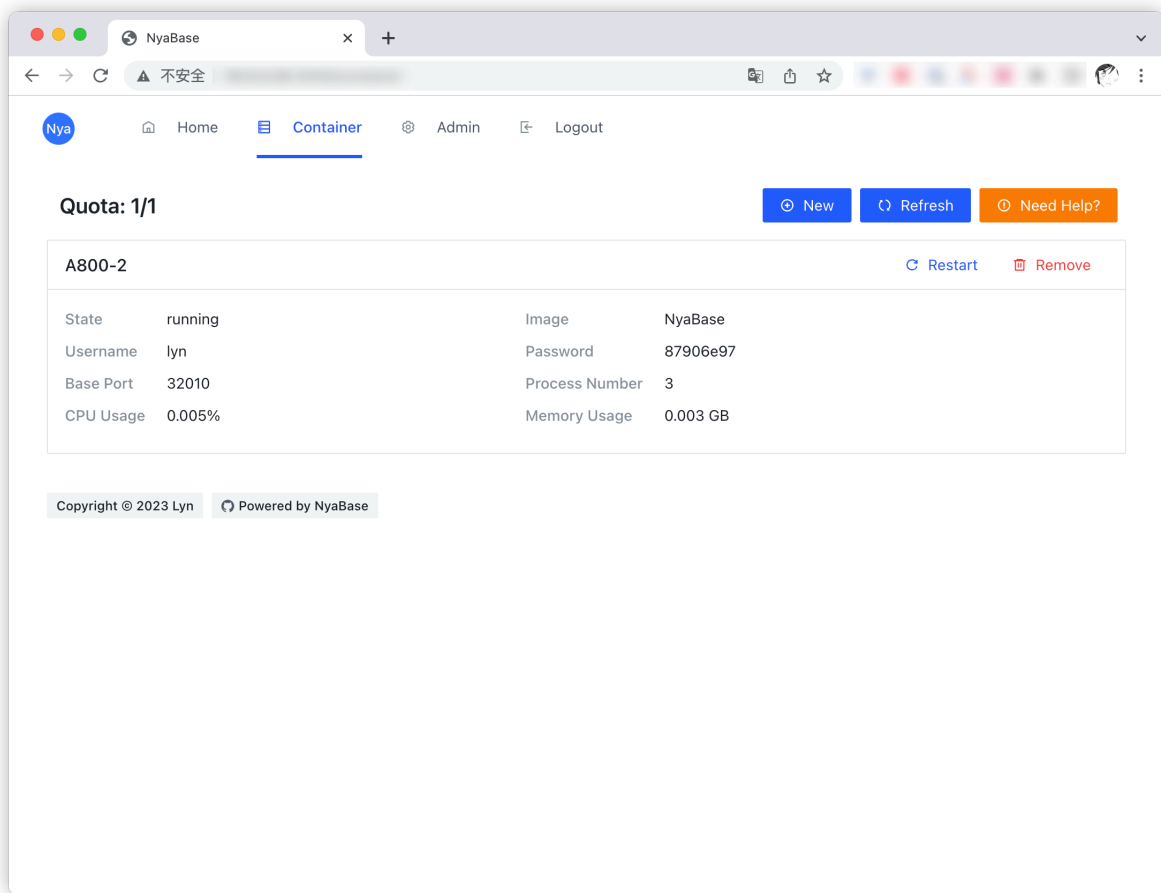 NyaBase
不安全
Nya Home Container Admin Logout
Quota: 1/1 New Refresh Need Help?
A800-2 Restart Remove
State running Image NyaBase
Username lyn Password 87906e97
Base Port 32010 Process Number 3
CPU Usage 0.005% Memory Usage 0.003 GB
Copyright © 2023 Lyn Powered by NyaBase